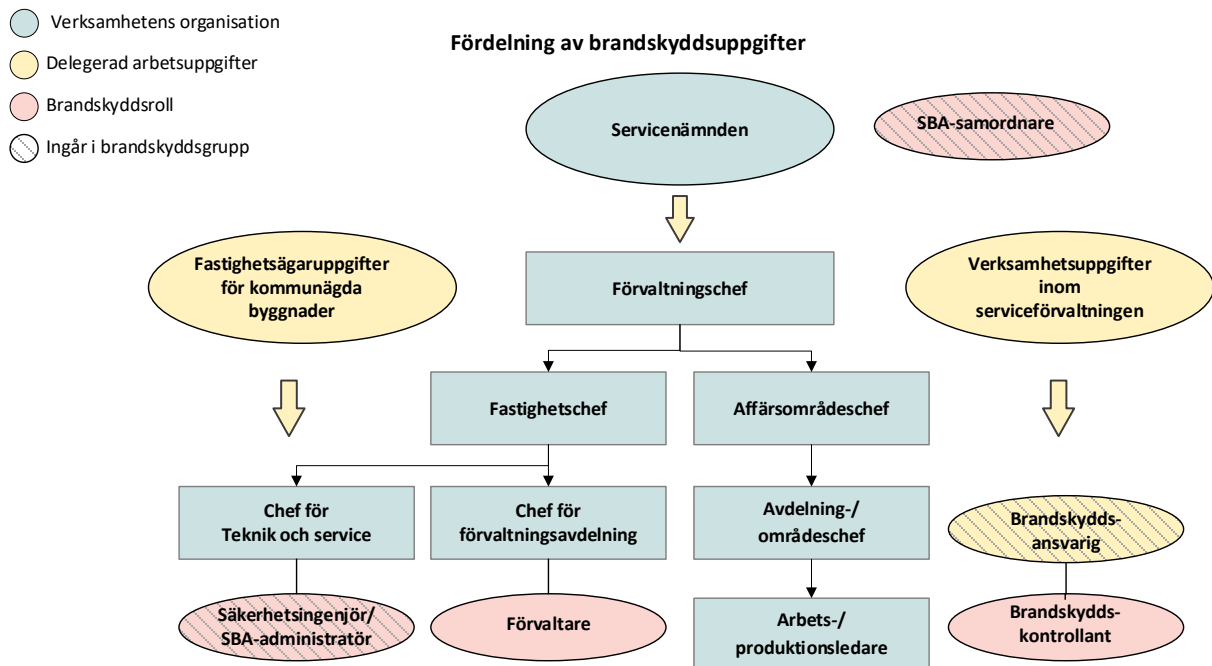 Verksamhetens organisation
Delegerad arbetsuppgifter
Brandskyddsroll
Ingår i brandskyddsgrupp
Fördelning av brandskyddsuppgifter
Servicenämnden
SBA-samordnare
Fastighetsägaruppgifter
för kommunägda
byggnader
Förvaltningschef
Verksamhetsuppgifter
inom
serviceförvaltningen
Fastighetschef
Affärsområdeschef
Chef för
Teknik och service
Chef för
förvaltningsavdelning
Avdelning-/
områdeschef
Brandskydds-
ansvarig
Säkerhetsingenjör/
SBA-administratör
Förvaltare
Arbets-/
produktionsledare
Brandskydds-
kontrollant